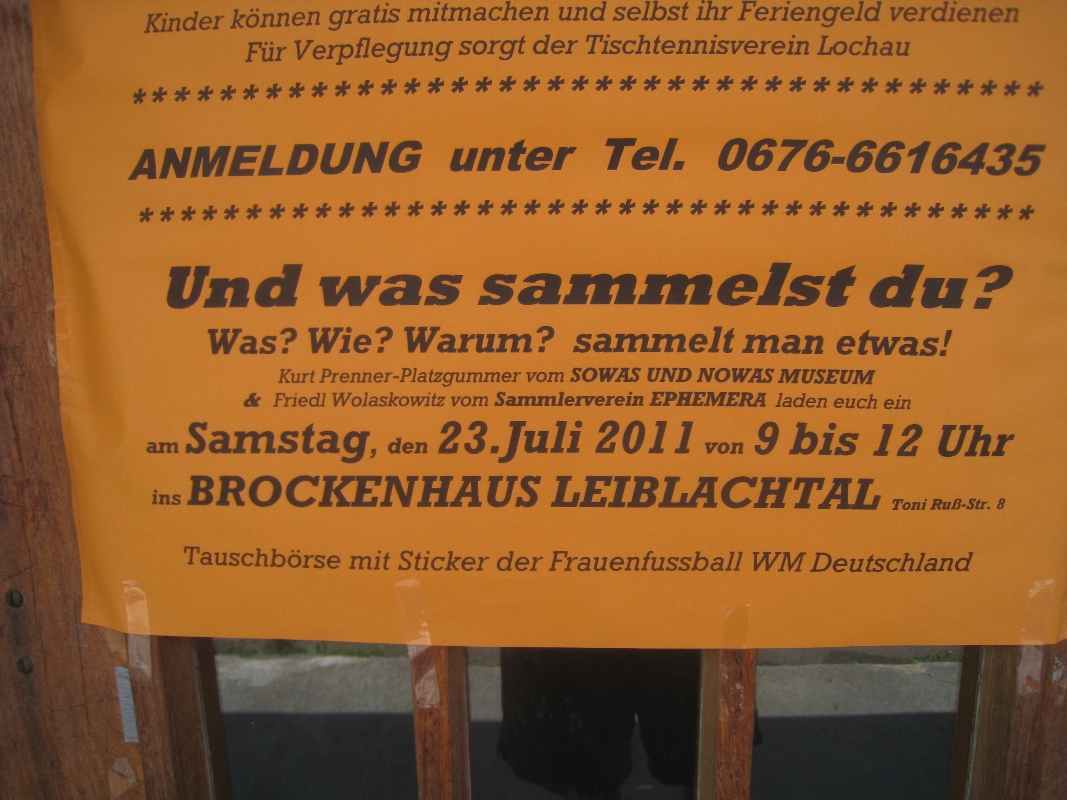 Kinder können gratis mitmachen und selbst ihr Feriengeld verdienen
Für Verpflegung sorgt der Tischtennisverein Lochau
****************************************
ANMELDUNG unter Tel. 0676-6616435
****************************************
Und was sammelst du?
Was? Wie? Warum? sammelt man etwas!
Kurt Prenner-Platzgummer vom SOWAS UND NOWAS MUSEUM
& Friedl Wolaskowitz vom Sammlerverein EPHEMERA laden euch ein
am Samstag, den 23.Juli 2011 von 9 bis 12 Uhr
ins BROCKENHAUS LEIBLACHTAL Toni Ruß-Str. 8
Tauschbörse mit Sticker der Frauenfussball WM Deutschland